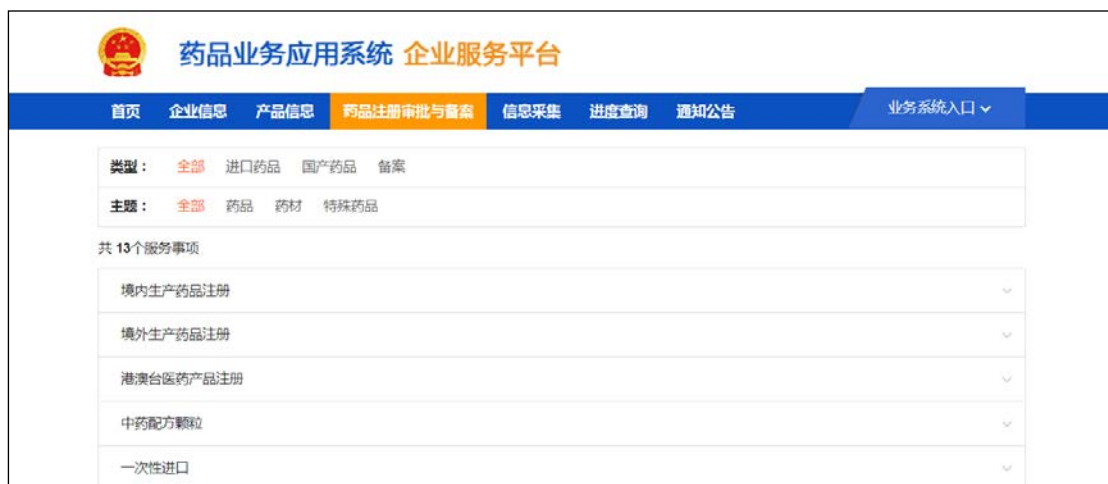 药品业务应用系统 企业服务平台
首页 企业信息 产品信息 药品注册审批与备案 信息采集 进度查询 通知公告 业务系统入口
类型： 全部 进口药品 国产药品 备案
主题： 全部 药品 药材 特殊药品
共 13个服务事项
境内生产药品注册
境外生产药品注册
港澳台医药产品注册
中药配方颗粒
一次性进口